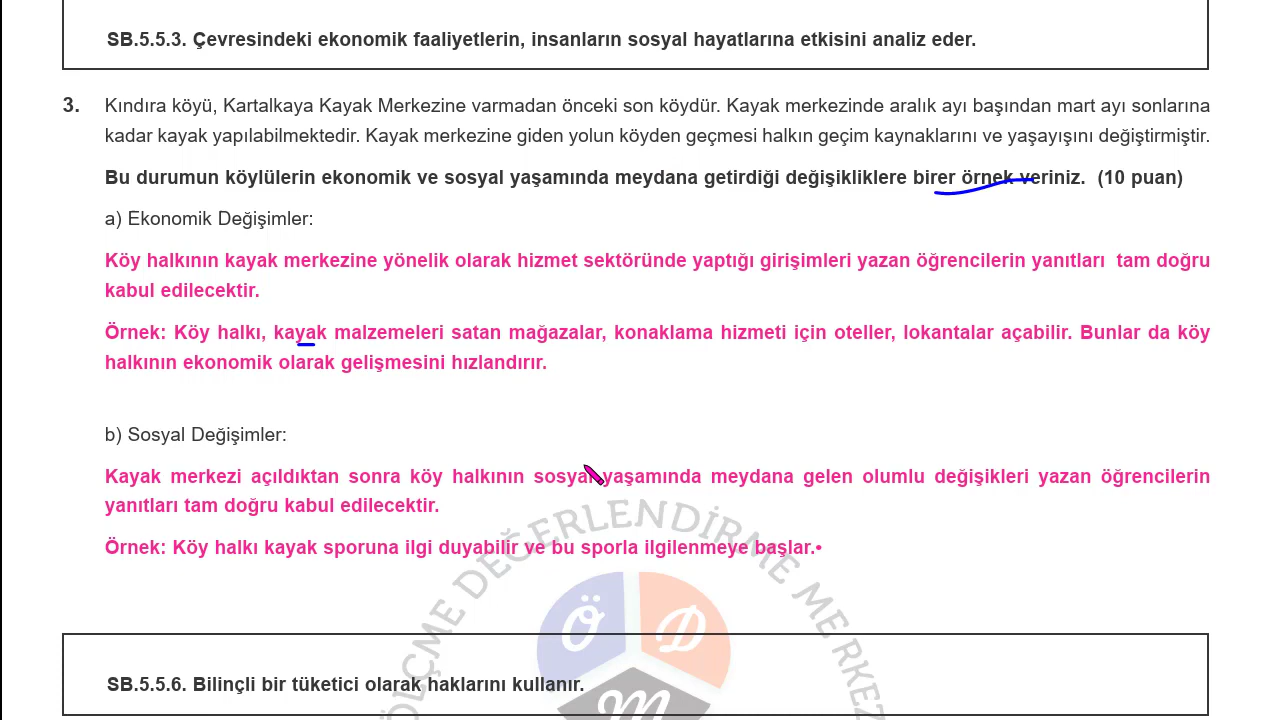 SB.5.5.3. Çevresindeki ekonomik faaliyetlerin, insanların sosyal hayatlarına etkisini analiz eder.
3. Kındıra köyü, Kartalkaya Kayak Merkezine varmadan önceki son köydür. Kayak merkezinde aralık ayı başından mart ayı sonlarına
kadar kayak yapılabilmektedir. Kayak merkezine giden yolun köyden geçmesi halkın geçim kaynaklarını ve yaşayışını değiştirmiştir.
Bu durumun köylülerin ekonomik ve sosyal yaşamında meydana getirdiği değişikliklere birer örnek veriniz. (10 puan)
a) Ekonomik Değişimler:
Köy halkının kayak merkezine yönelik olarak hizmet sektöründe yaptığı girişimleri yazan öğrencilerin yanıtları tam doğru
kabul edilecektir.
Örnek: Köy halkı, kayak malzemeleri satan mağazalar, konaklama hizmeti için oteller, lokantalar açabilir. Bunlar da köy
halkının ekonomik olarak gelişmesini hızlandırır.
b) Sosyal Değişimler:
Kayak merkezi açıldıktan sonra köy halkının sosyal yaşamında meydana gelen olumlu değişikleri yazan öğrencilerin
yanıtları tam doğru kabul edilecektir.
Örnek: Köy halkı kayak sporuna ilgi duyabilir ve bu sporla ilgilenmeye başlar.•
ÖLÇME DEĞERLENDİRME MERKEZ
Ö D
M
SB.5.5.6. Bilinçli bir tüketici olarak haklarını kullanır.